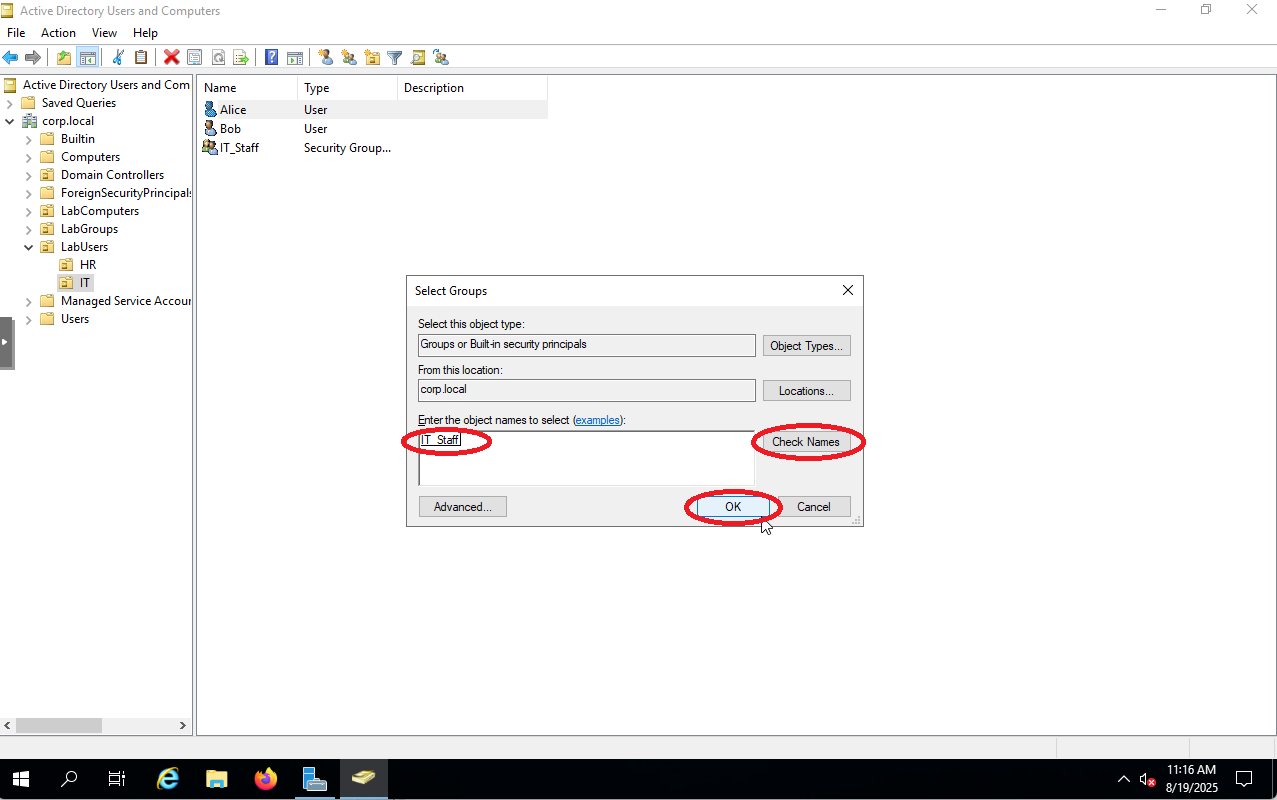 Active Directory Users and Computers
File Action View Help
Active Directory Users and Com
Saved Queries
corp.local
Builtin
Computers
Domain Controllers
ForeignSecurityPrincipals
LabComputers
LabGroups
LabUsers
HR
IT
Managed Service Accour
Users
Name Type Description
Alice User
Bob User
IT_Staff Security Group...
Select Groups
Select this object type:
Groups or Built-in security principals
Object Types...
From this location:
corp.local
Locations...
Enter the object names to select (examples):
IT_Staff
Check Names
Advanced...
OK
Cancel
11:16 AM
8/19/2025